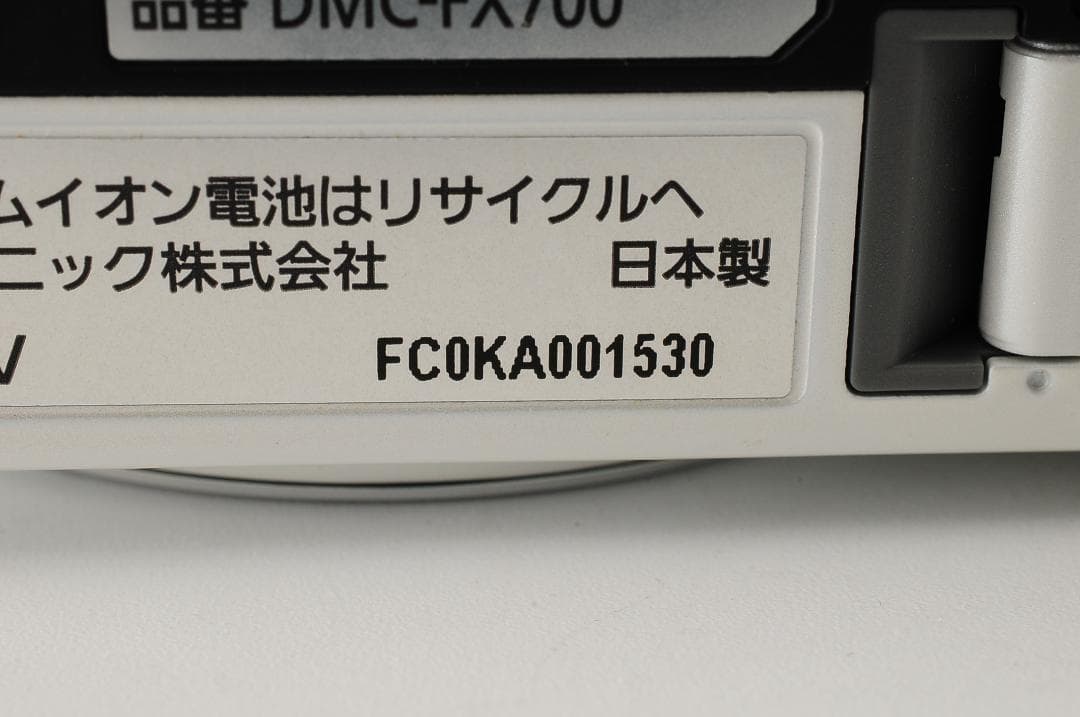 品番 DMC-FX700
ムイオン電池はリサイクルへ
ニック株式会社 日本製
V FC0KA001530